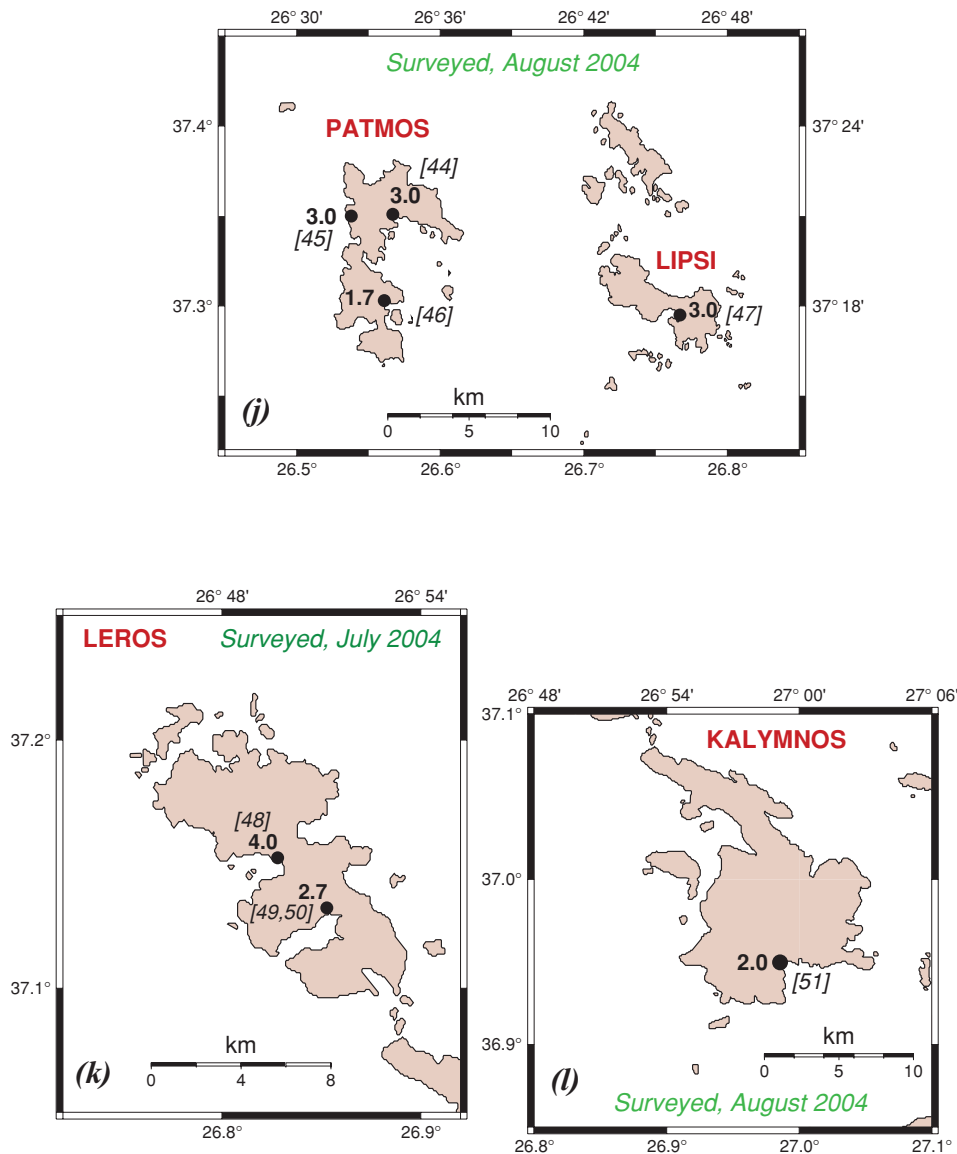 26° 30' 26° 36' 26° 42' 26° 48'
Surveyed, August 2004
37.4° PATMOS 37° 24'
[44]
3.0
3.0
[45]
LIPSI
37.3° 1.7 [46] 3.0 [47] 37° 18'
km
(j)
0 5 10
26.5° 26.6° 26.7° 26.8°
26° 48' 26° 54'
LEROS Surveyed, July 2004
37.2°
[48]
4.0
2.7
[49,50]
37.1°
km
(k)
0 4 6 8
26.8° 26.9°
26° 48' 26° 54' 27° 00' 27° 06'
37.1°
KALYMNOS
37.0°
2.0
[51]
36.9°
km
(l)
0 5 10
Surveyed, August 2004
26.8° 26.9° 27.0° 27.1°